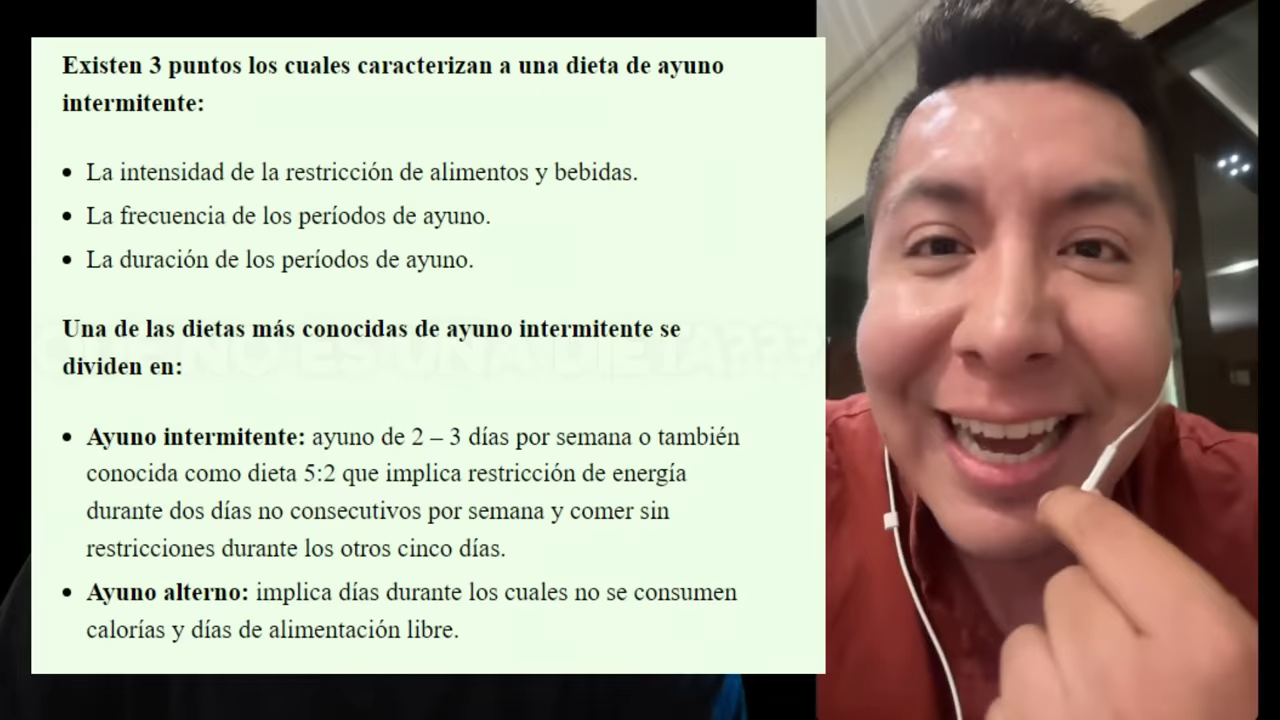 Existen 3 puntos los cuales caracterizan a una dieta de ayuno
intermitente:
• La intensidad de la restricción de alimentos y bebidas.
• La frecuencia de los períodos de ayuno.
• La duración de los períodos de ayuno.
Una de las dietas más conocidas de ayuno intermitente se
dividen en:
• Ayuno intermitente: ayuno de 2 – 3 días por semana o también
conocida como dieta 5:2 que implica restricción de energía
durante dos días no consecutivos por semana y comer sin
restricciones durante los otros cinco días.
• Ayuno alterno: implica días durante los cuales no se consumen
calorías y días de alimentación libre.